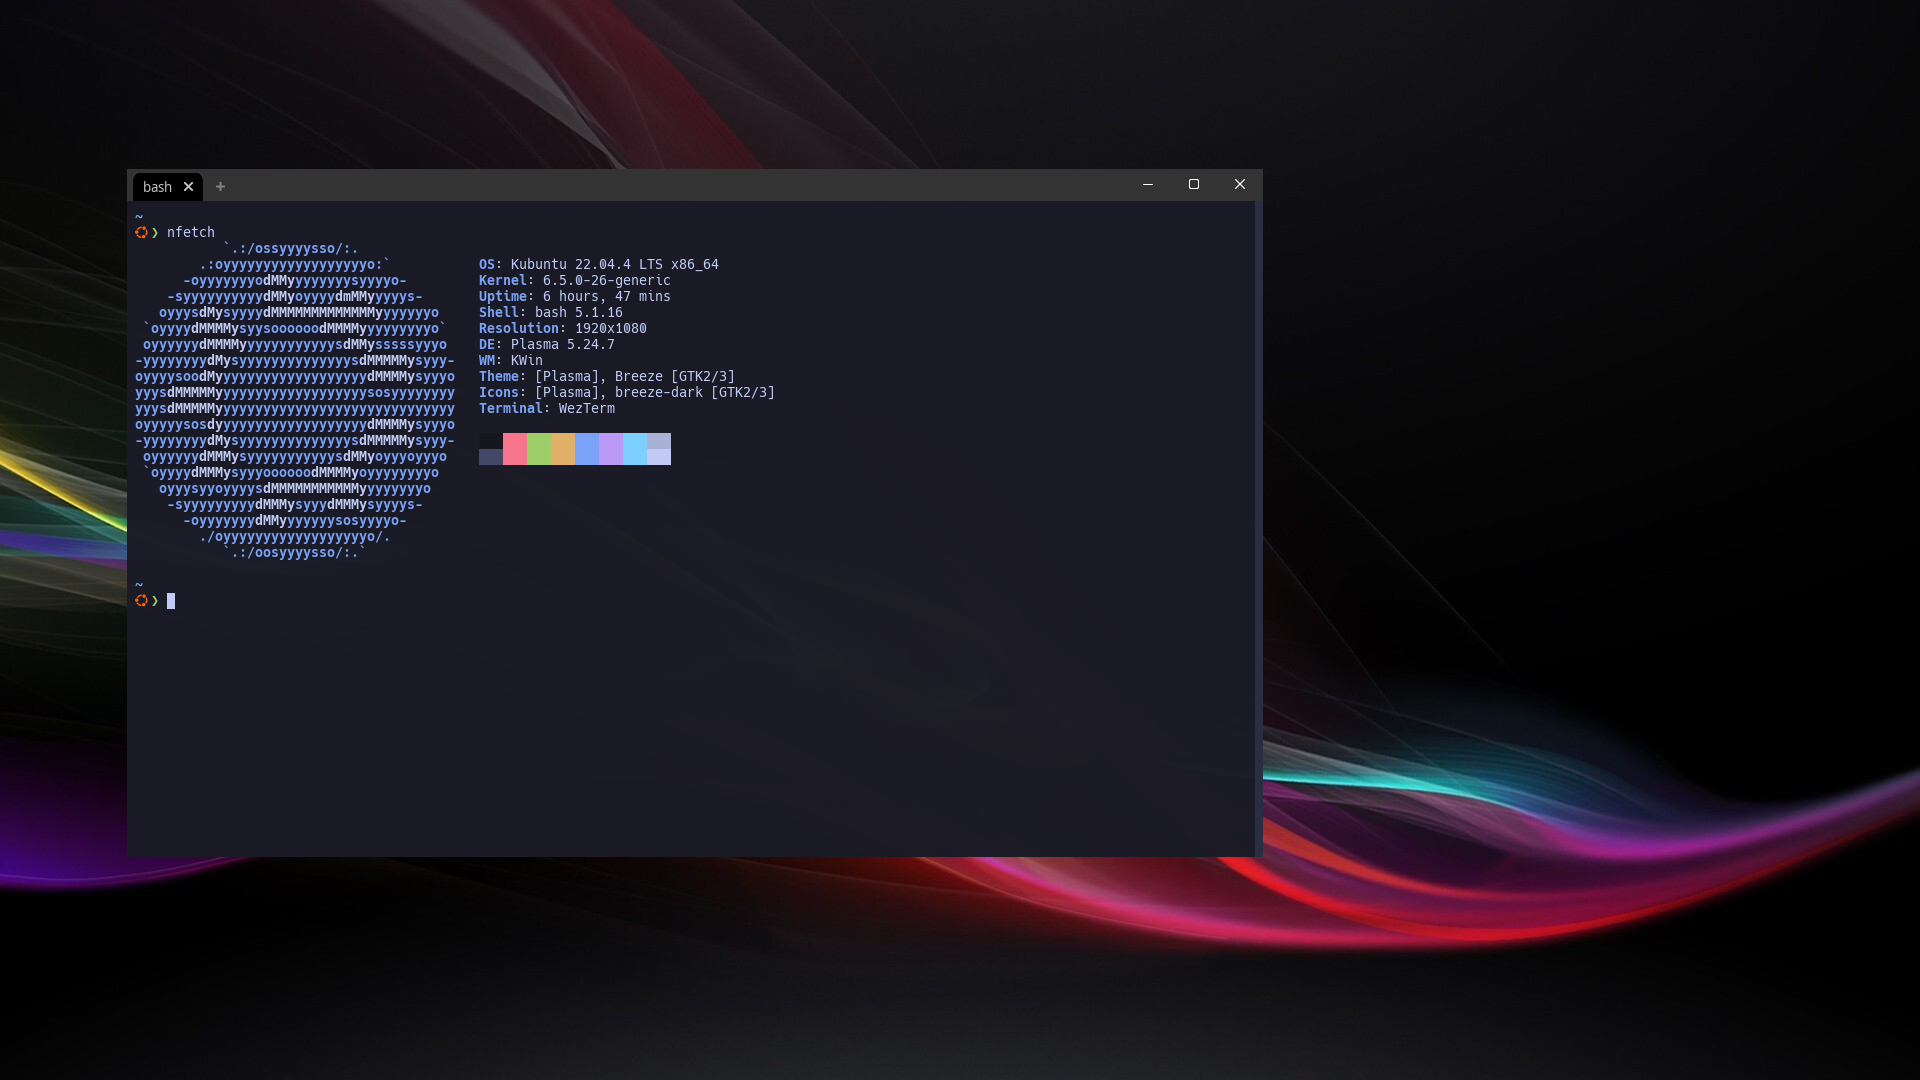 bash ✕ +
~
❯ nfetch
`.:/ossyyyysso/:.
.:oyyyyyyyyyyyyyyyyyyo:`
-oyyyyyyyodMMyyyyyyyysyyyyo-
-syyyyyyyyyydMMyoyyyydmMMyyyyys-
oyyysdMysyyyydMMMMMMMMMMMMMyyyyyyyo
`oyyyydMMMMysyysoooooodMMMMyyyyyyyyyo`
oyyyyyydMMMMyyyyyyyyyyyysdMMysssssyyyo
-yyyyyyyydMysyyyyyyyyyyyyyysdMMMMMysyyy-
oyyyysoodMyyyyyyyyyyyyyyyyyyydMMMMysyyyo
yyysdMMMMMyyyyyyyyyyyyyyyyyyysosyyyyyyyy
yyysdMMMMMyyyyyyyyyyyyyyyyyyyyyyyyyyyyyy
oyyyyysosdyyyyyyyyyyyyyyyyyyydMMMMysyyyo
-yyyyyyyydMysyyyyyyyyyyyyyysdMMMMMysyyy-
oyyyyyydMMMysyyyyyyyyyyysdMMyoyyyoyyyo
`oyyyydMMMysyyyoooooodMMMMyoyyyyyyyyo
oyyysyyoyyyysdMMMMMMMMMMMyyyyyyyyo
-syyyyyyyyydMMMysyyydMMMysyyyys-
-oyyyyyyydMMyyyyyyysosyyyyo-
./oyyyyyyyyyyyyyyyyyyo/.
`.:/oosyyyysso/:.`
OS: Kubuntu 22.04.4 LTS x86_64
Kernel: 6.5.0-26-generic
Uptime: 6 hours, 47 mins
Shell: bash 5.1.16
Resolution: 1920x1080
DE: Plasma 5.24.7
WM: KWin
Theme: [Plasma], Breeze [GTK2/3]
Icons: [Plasma], breeze-dark [GTK2/3]
Terminal: WezTerm
~
❯